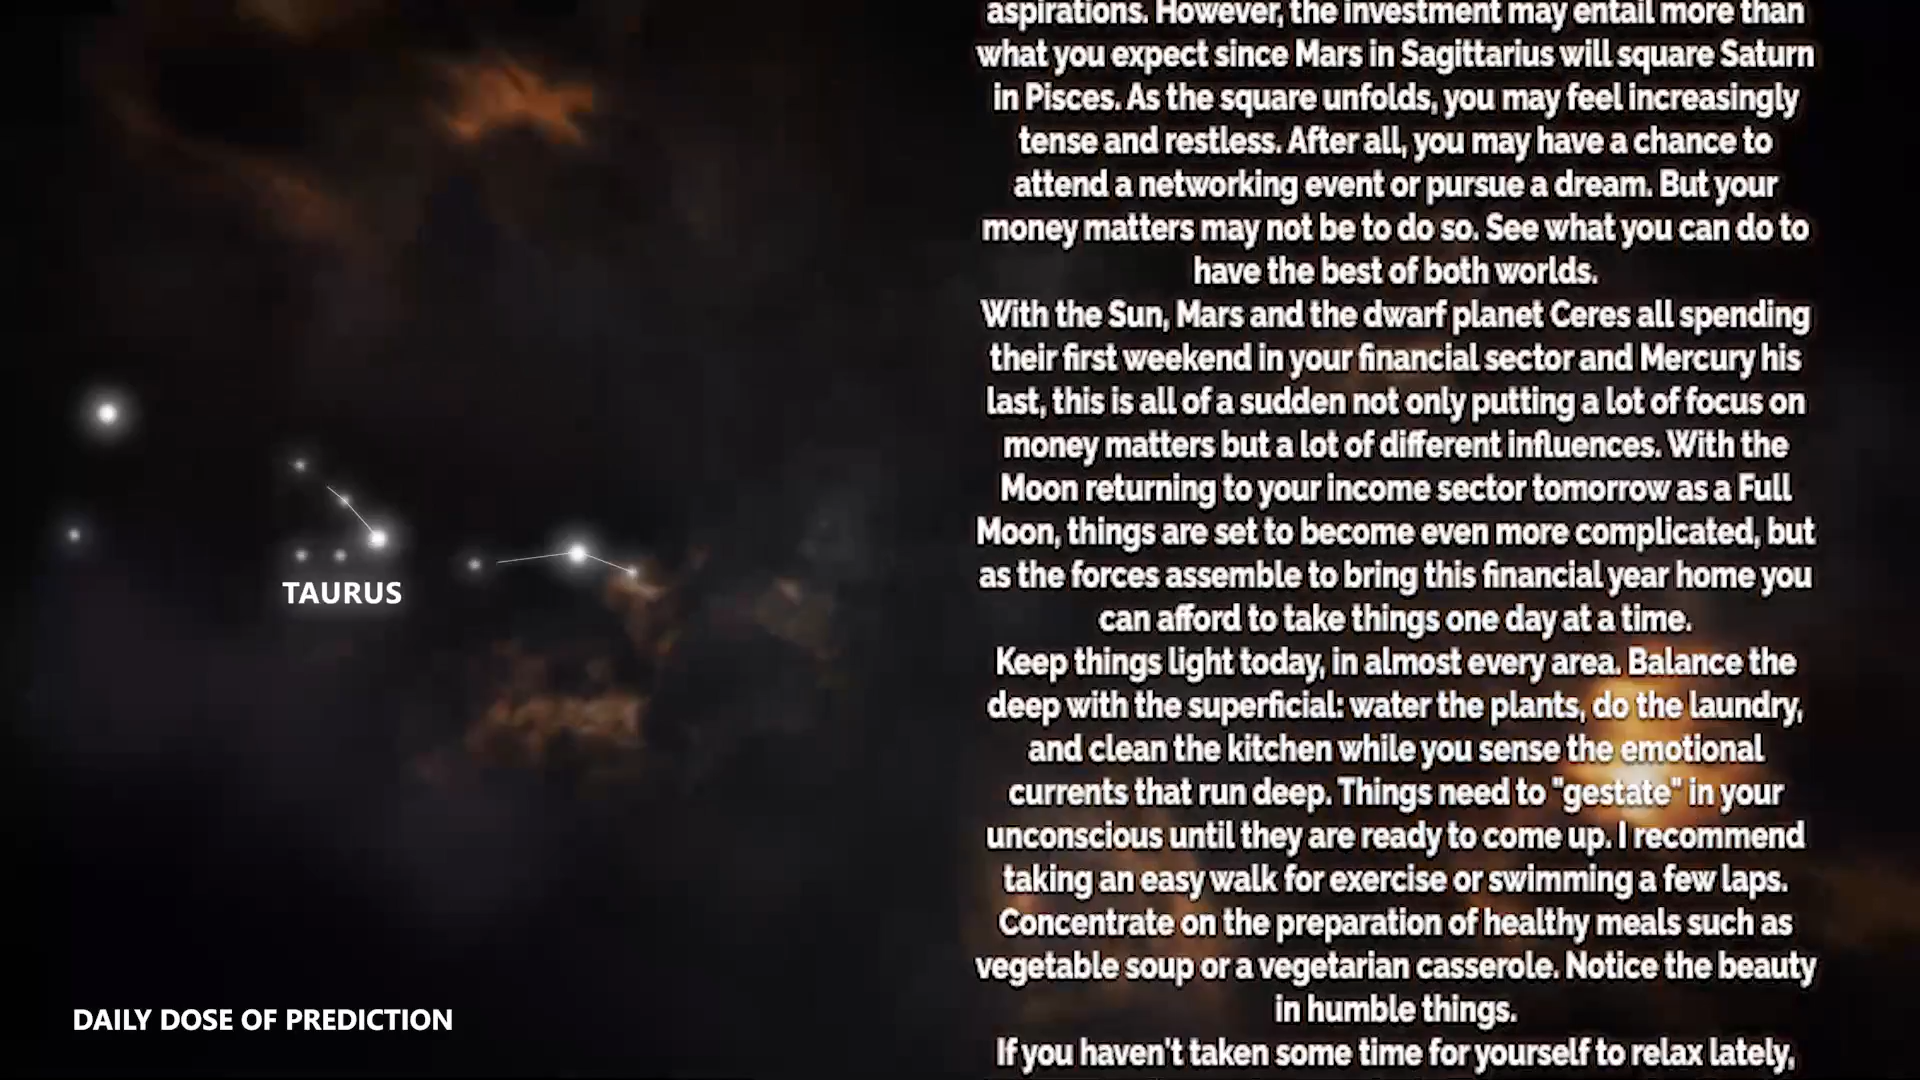 aspirations. However, the investment may entail more than
what you expect since Mars in Sagittarius will square Saturn
in Pisces. As the square unfolds, you may feel increasingly
tense and restless. After all, you may have a chance to
attend a networking event or pursue a dream. But your
money matters may not be to do so. See what you can do to
have the best of both worlds.
With the Sun, Mars and the dwarf planet Ceres all spending
their first weekend in your financial sector and Mercury his
last, this is all of a sudden not only putting a lot of focus on
money matters but a lot of different influences. With the
Moon returning to your income sector tomorrow as a Full
Moon, things are set to become even more complicated, but
as the forces assemble to bring this financial year home you
can afford to take things one day at a time.
Keep things light today, in almost every area. Balance the
deep with the superficial: water the plants, do the laundry,
and clean the kitchen while you sense the emotional
currents that run deep. Things need to "gestate" in your
unconscious until they are ready to come up. I recommend
taking an easy walk for exercise or swimming a few laps.
Concentrate on the preparation of healthy meals such as
vegetable soup or a vegetarian casserole. Notice the beauty
in humble things.
If you haven't taken some time for yourself to relax lately,
TAURUS
DAILY DOSE OF PREDICTION